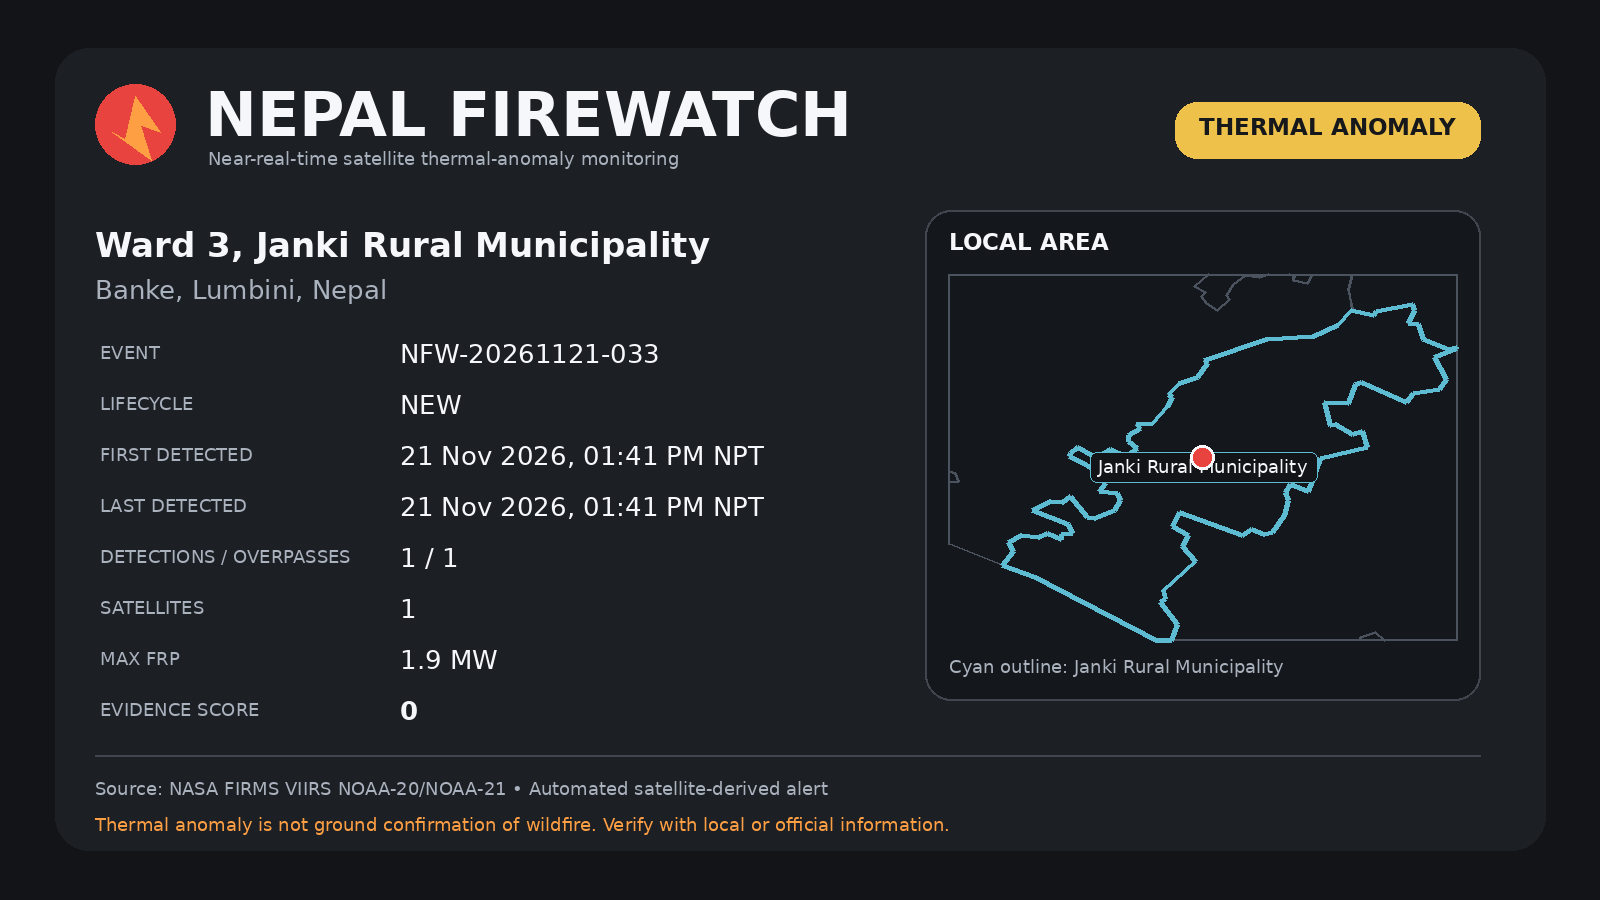 NEPAL FIREWATCH
Near-real-time satellite thermal-anomaly monitoring
THERMAL ANOMALY
Ward 3, Janki Rural Municipality
Banke, Lumbini, Nepal
EVENT NFW-20261121-033
LIFECYCLE NEW
FIRST DETECTED 21 Nov 2026, 01:41 PM NPT
LAST DETECTED 21 Nov 2026, 01:41 PM NPT
DETECTIONS / OVERPASSES 1 / 1
SATELLITES 1
MAX FRP 1.9 MW
EVIDENCE SCORE 0
LOCAL AREA
Janki Rural Municipality
Cyan outline: Janki Rural Municipality
Source: NASA FIRMS VIIRS NOAA-20/NOAA-21 • Automated satellite-derived alert
Thermal anomaly is not ground confirmation of wildfire. Verify with local or official information.